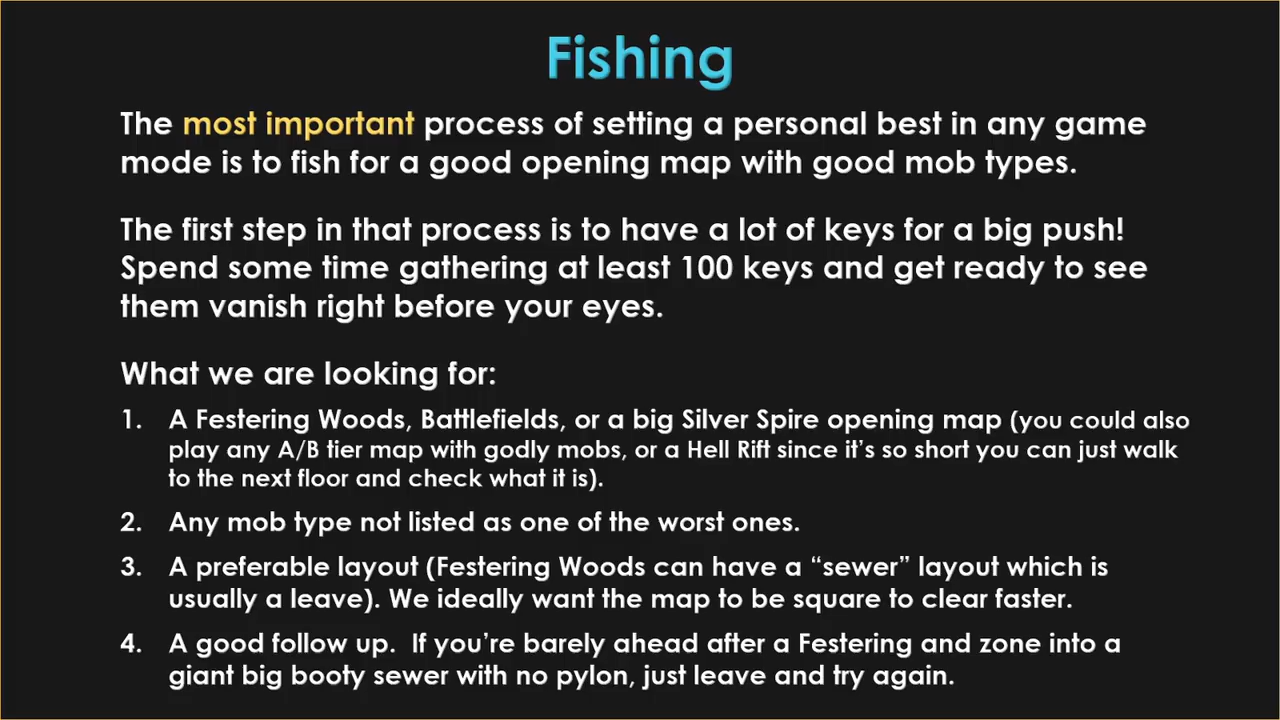 Fishing
The most important process of setting a personal best in any game
mode is to fish for a good opening map with good mob types.
The first step in that process is to have a lot of keys for a big push!
Spend some time gathering at least 100 keys and get ready to see
them vanish right before your eyes.
What we are looking for:
1. A Festering Woods, Battlefields, or a big Silver Spire opening map (you could also
play any A/B tier map with godly mobs, or a Hell Rift since it’s so short you can just walk
to the next floor and check what it is).
2. Any mob type not listed as one of the worst ones.
3. A preferable layout (Festering Woods can have a “sewer” layout which is
usually a leave). We ideally want the map to be square to clear faster.
4. A good follow up.  If you’re barely ahead after a Festering and zone into a
giant big booty sewer with no pylon, just leave and try again.